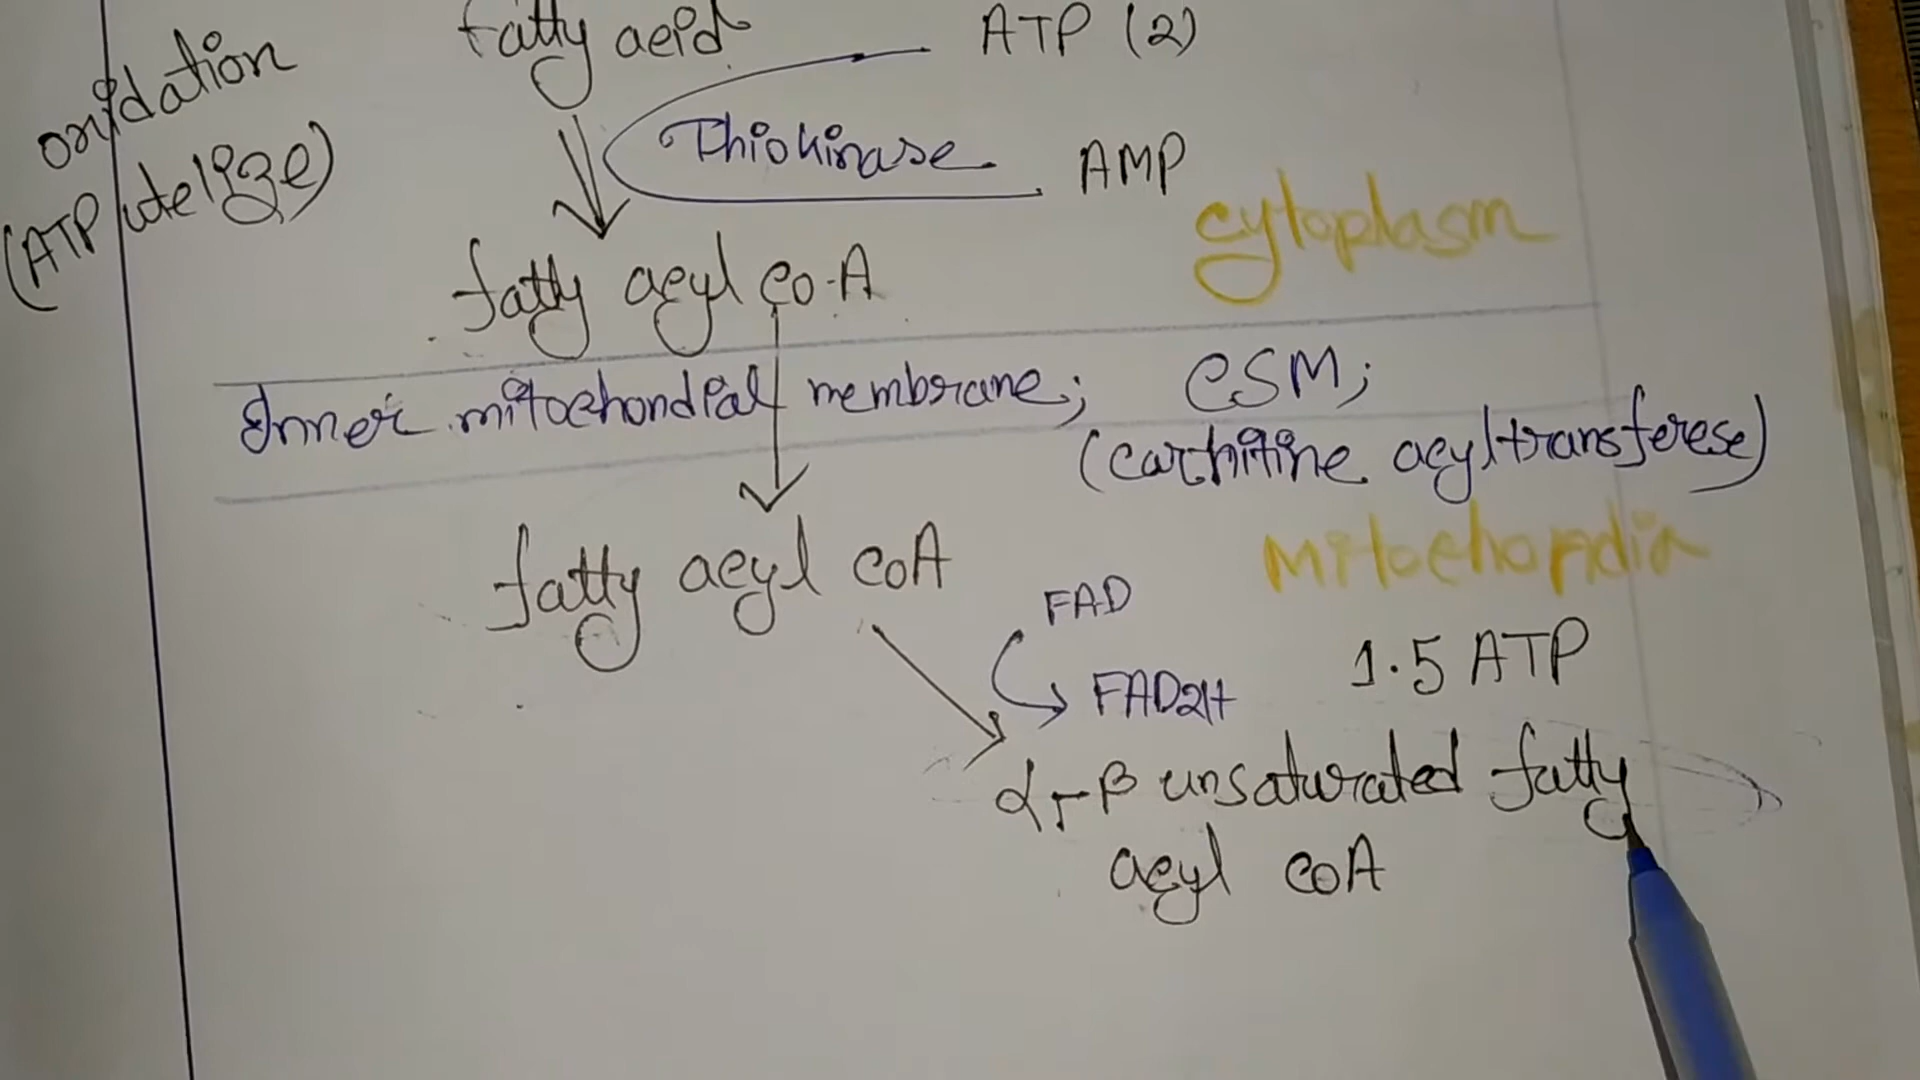 fatty acid ATP (2)
oxidation
Thiokinase
(ATP utelize) AMP
cytoplasm
fatty acyl co-A
Inner mitochondial membrane; CSM;
(carnitine acyltransferese)
fatty acyl coA Mitochondia
FAD
FAD2H 1.5 ATP
α,-β unsaturated fatty
acyl coA